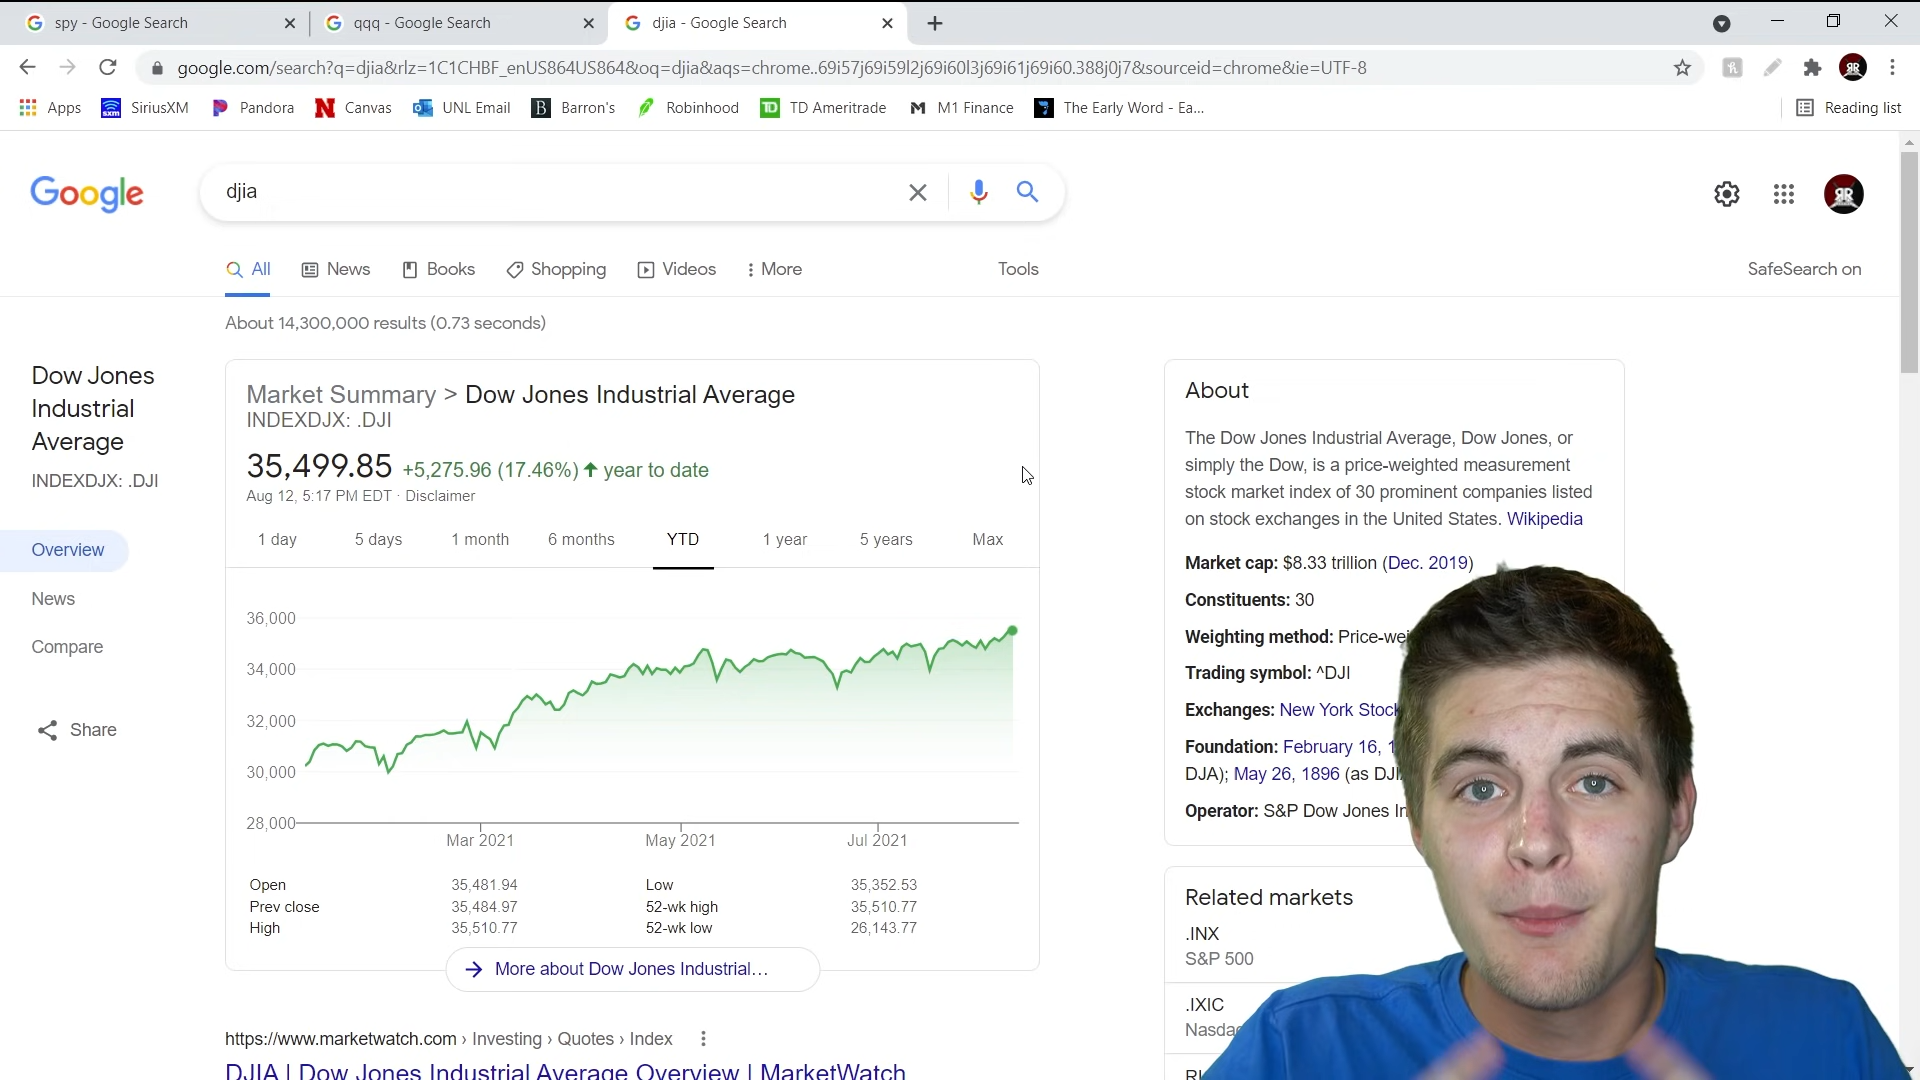 spy - Google Search
qqq - Google Search
djia - Google Search
google.com/search?q=djia&rlz=1C1CHBF_enUS864US864&oq=djia&aqs=chrome..69i57j69i59l2j69i60l3j69i61j69i60.388j0j7&sourceid=chrome&ie=UTF-8
Apps
SiriusXM
Pandora
Canvas
UNL Email
Barron's
Robinhood
TD Ameritrade
M1 Finance
The Early Word - Ea...
Reading list
Google
djia
All
News
Books
Shopping
Videos
More
Tools
SafeSearch on
About 14,300,000 results (0.73 seconds)
Dow Jones
Industrial
Average
INDEXDJX: .DJI
Overview
News
Compare
Share
Market Summary > Dow Jones Industrial Average
INDEXDJX: .DJI
35,499.85 +5,275.96 (17.46%) ↑ year to date
Aug 12, 5:17 PM EDT · Disclaimer
1 day 5 days 1 month 6 months YTD 1 year 5 years Max
36,000
34,000
32,000
30,000
28,000
Mar 2021 May 2021 Jul 2021
Open 35,481.94 Low 35,352.53
Prev close 35,484.97 52-wk high 35,510.77
High 35,510.77 52-wk low 26,143.77
More about Dow Jones Industrial...
https://www.marketwatch.com › Investing › Quotes › Index
DJIA | Dow Jones Industrial Average Overview | MarketWatch
About
The Dow Jones Industrial Average, Dow Jones, or
simply the Dow, is a price-weighted measurement
stock market index of 30 prominent companies listed
on stock exchanges in the United States. Wikipedia
Market cap: $8.33 trillion (Dec. 2019)
Constituents: 30
Weighting method: Price-wei
Trading symbol: ^DJI
Exchanges: New York Stock
Foundation: February 16, 1
DJA); May 26, 1896 (as DJI
Operator: S&P Dow Jones In
Related markets
.INX
S&P 500
.IXIC
Nasda